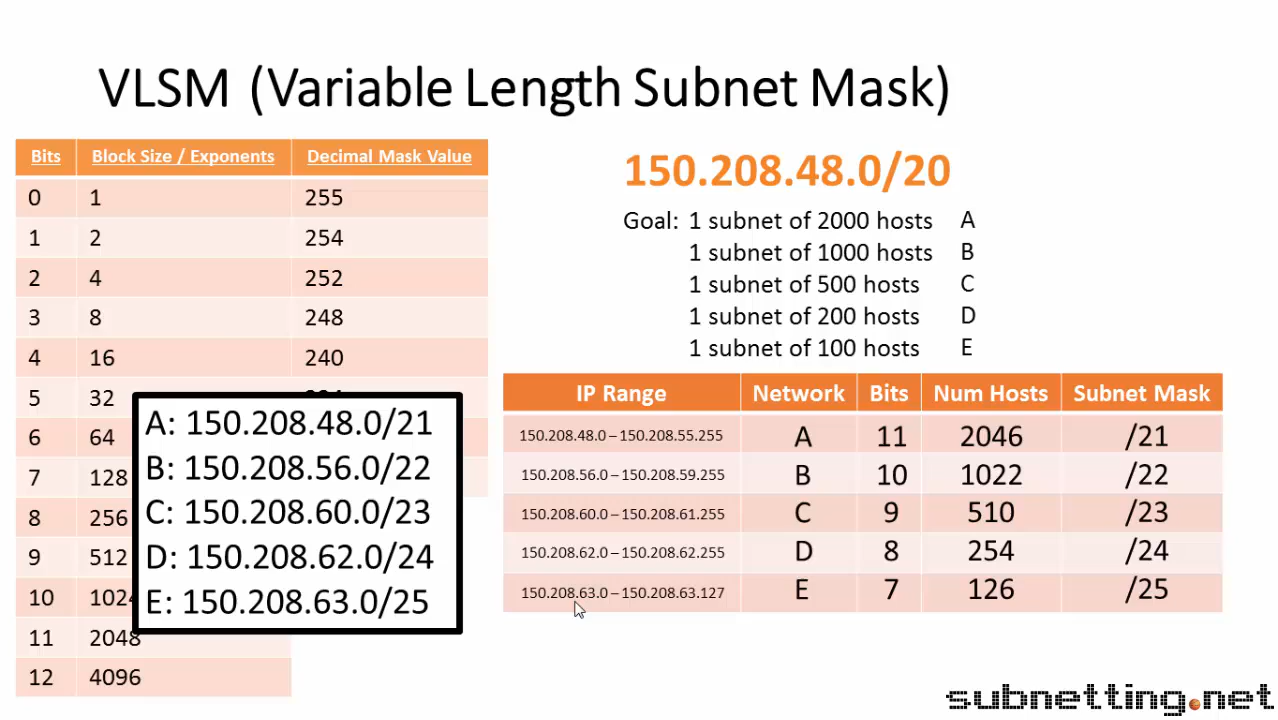 VLSM (Variable Length Subnet Mask)
Bits Block Size / Exponents Decimal Mask Value
0 1 255
1 2 254
2 4 252
3 8 248
4 16 240
5 32
6 64
7 128
8 256
9 512
10 1024
11 2048
12 4096
A: 150.208.48.0/21
B: 150.208.56.0/22
C: 150.208.60.0/23
D: 150.208.62.0/24
E: 150.208.63.0/25
150.208.48.0/20
Goal: 1 subnet of 2000 hosts A
1 subnet of 1000 hosts B
1 subnet of 500 hosts C
1 subnet of 200 hosts D
1 subnet of 100 hosts E
IP Range Network Bits Num Hosts Subnet Mask
150.208.48.0 – 150.208.55.255 A 11 2046 /21
150.208.56.0 – 150.208.59.255 B 10 1022 /22
150.208.60.0 – 150.208.61.255 C 9 510 /23
150.208.62.0 – 150.208.62.255 D 8 254 /24
150.208.63.0 – 150.208.63.127 E 7 126 /25
subnetting.net